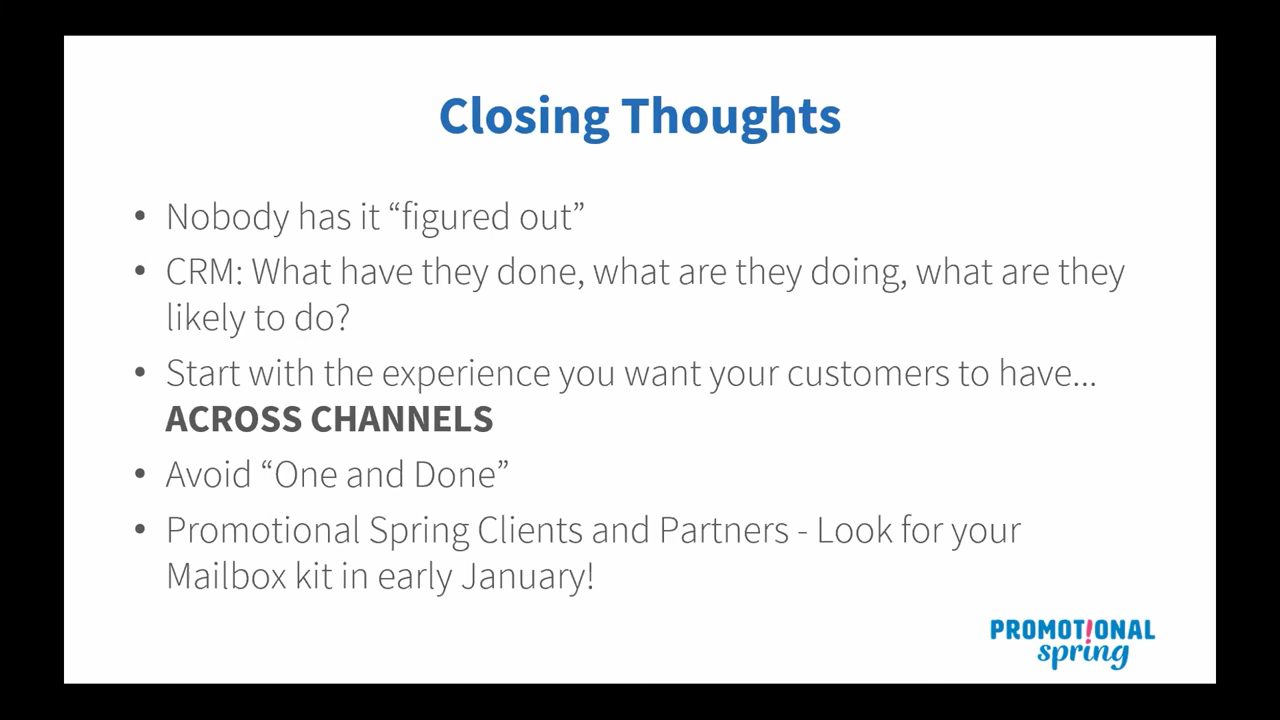 Closing Thoughts
• Nobody has it “figured out”
• CRM: What have they done, what are they doing, what are they
likely to do?
• Start with the experience you want your customers to have...
ACROSS CHANNELS
• Avoid “One and Done”
• Promotional Spring Clients and Partners - Look for your
Mailbox kit in early January!
PROMOT!ONAL
spring